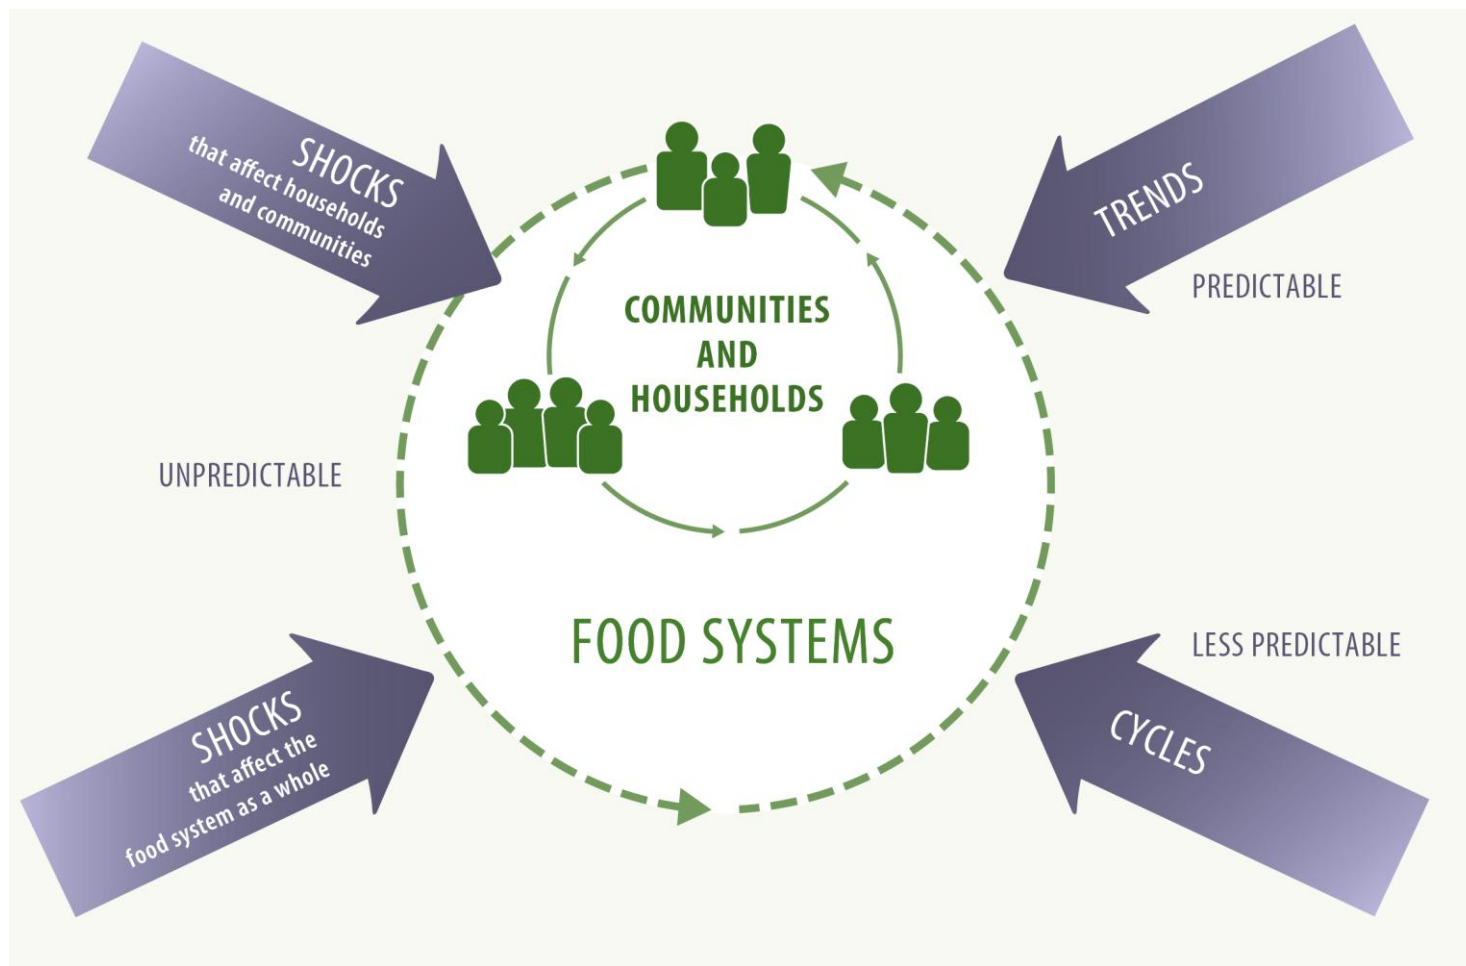 SHOCKS
that affect households
and communities
TRENDS
PREDICTABLE
COMMUNITIES
AND
HOUSEHOLDS
UNPREDICTABLE
FOOD SYSTEMS
LESS PREDICTABLE
SHOCKS
that affect the
food system as a whole
CYCLES